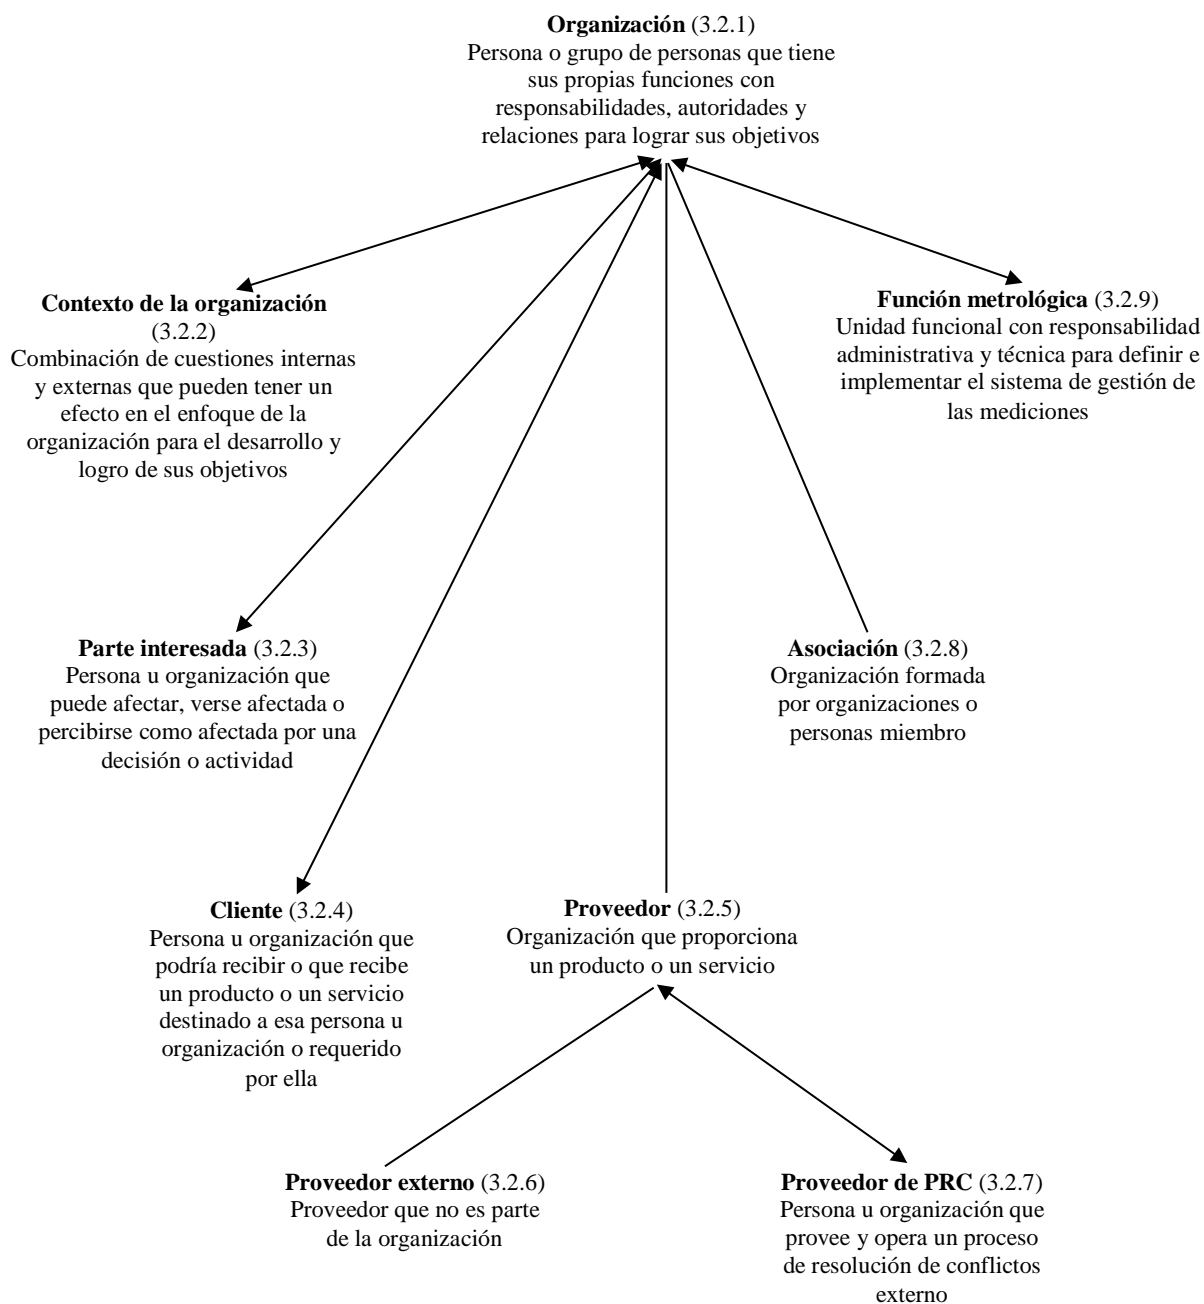 Organización (3.2.1)
Persona o grupo de personas que tiene
sus propias funciones con
responsabilidades, autoridades y
relaciones para lograr sus objetivos
Contexto de la organización
(3.2.2)
Combinación de cuestiones internas
y externas que pueden tener un
efecto en el enfoque de la
organización para el desarrollo y
logro de sus objetivos
Función metrológica (3.2.9)
Unidad funcional con responsabilidad
administrativa y técnica para definir e
implementar el sistema de gestión de
las mediciones
Parte interesada (3.2.3)
Persona u organización que
puede afectar, verse afectada o
percibirse como afectada por una
decisión o actividad
Asociación (3.2.8)
Organización formada
por organizaciones o
personas miembro
Cliente (3.2.4)
Persona u organización que
podría recibir o que recibe
un producto o un servicio
destinado a esa persona u
organización o requerido
por ella
Proveedor (3.2.5)
Organización que proporciona
un producto o un servicio
Proveedor externo (3.2.6)
Proveedor que no es parte
de la organización
Proveedor de PRC (3.2.7)
Persona u organización que
provee y opera un proceso
de resolución de conflictos
externo